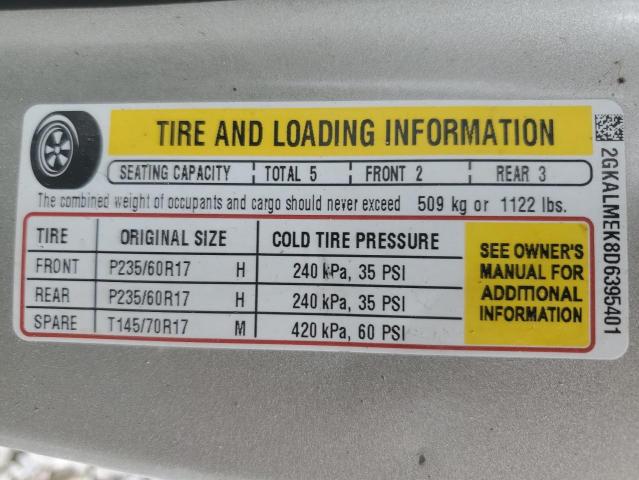 TIRE AND LOADING INFORMATION
SEATING CAPACITY TOTAL 5 FRONT 2 REAR 3
The combined weight of occupants and cargo should never exceed 509 kg or 1122 lbs.
TIRE ORIGINAL SIZE COLD TIRE PRESSURE
FRONT P235/60R17 H 240 kPa, 35 PSI
REAR P235/60R17 H 240 kPa, 35 PSI
SPARE T145/70R17 M 420 kPa, 60 PSI
SEE OWNER'S
MANUAL FOR
ADDITIONAL
INFORMATION
2GKALMEK8D6395401